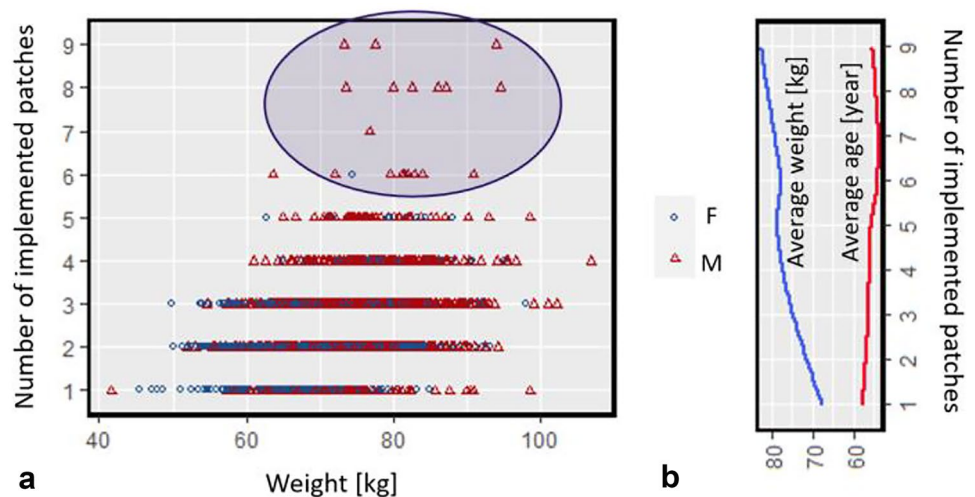 Number of implemented patches
9
8
7
6
5
4
3
2
1
40
60
80
100
Weight [kg]
a
F
M
Average weight [kg]
Average age [year]
9
8
7
6
5
4
3
2
1
Number of implemented patches
80
70
60
b